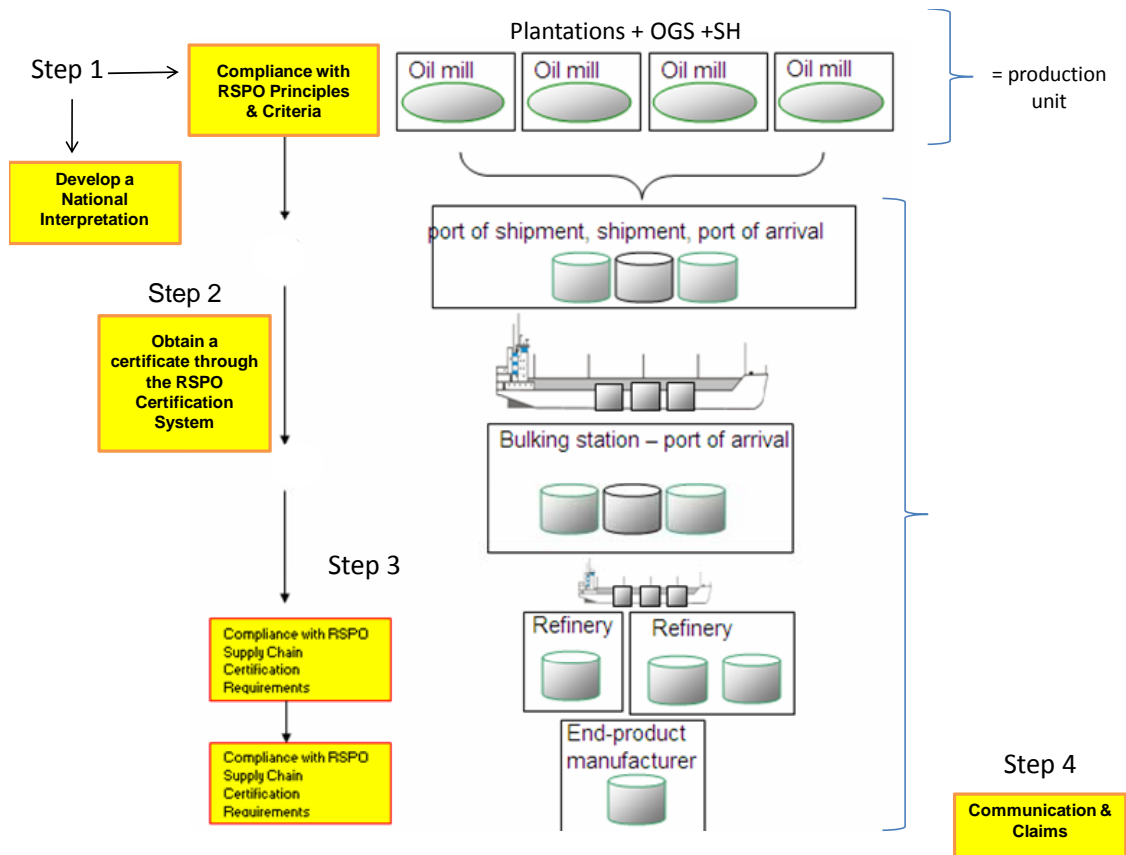 Plantations + OGS +SH
Step 1
Compliance with
RSPO Principles
& Criteria
Oil mill
Oil mill
Oil mill
Oil mill
= production
unit
Develop a
National
Interpretation
port of shipment, shipment, port of arrival
Step 2
Obtain a
certificate through
the RSPO
Certification
System
Bulking station – port of arrival
Step 3
Compliance with RSPO
Supply Chain
Certification
Requirements
Refinery
Refinery
Compliance with RSPO
Supply Chain
Certification
Requirements
End-product
manufacturer
Step 4
Communication &
Claims